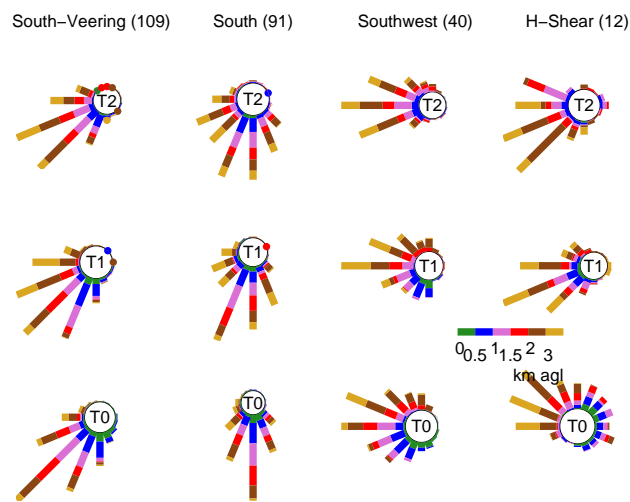 South−Veering (109) South (91) Southwest (40) H−Shear (12)
T2 T2 T2 T2
T1 T1 T1 T1
0 0.5 1 1.5 2 3
km agl
T0 T0 T0 T0